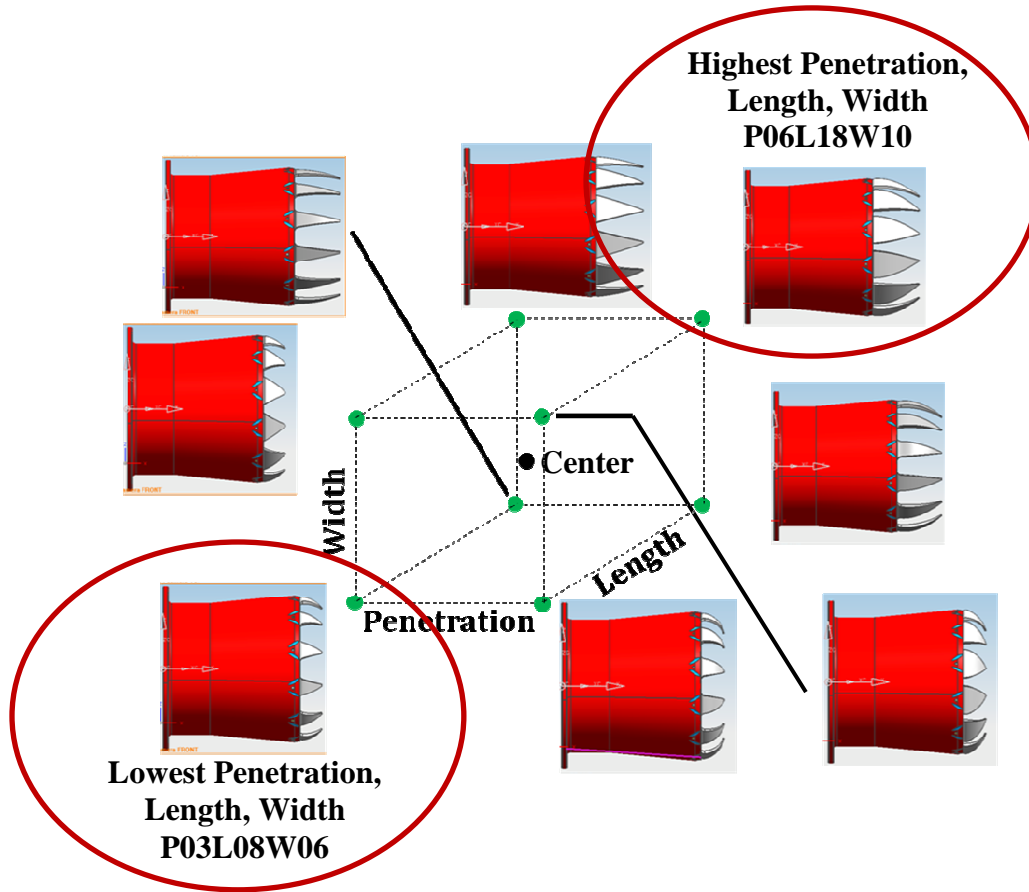 Highest Penetration,
Length, Width
P06L18W10
Center
Width
Length
Penetration
Lowest Penetration,
Length, Width
P03L08W06